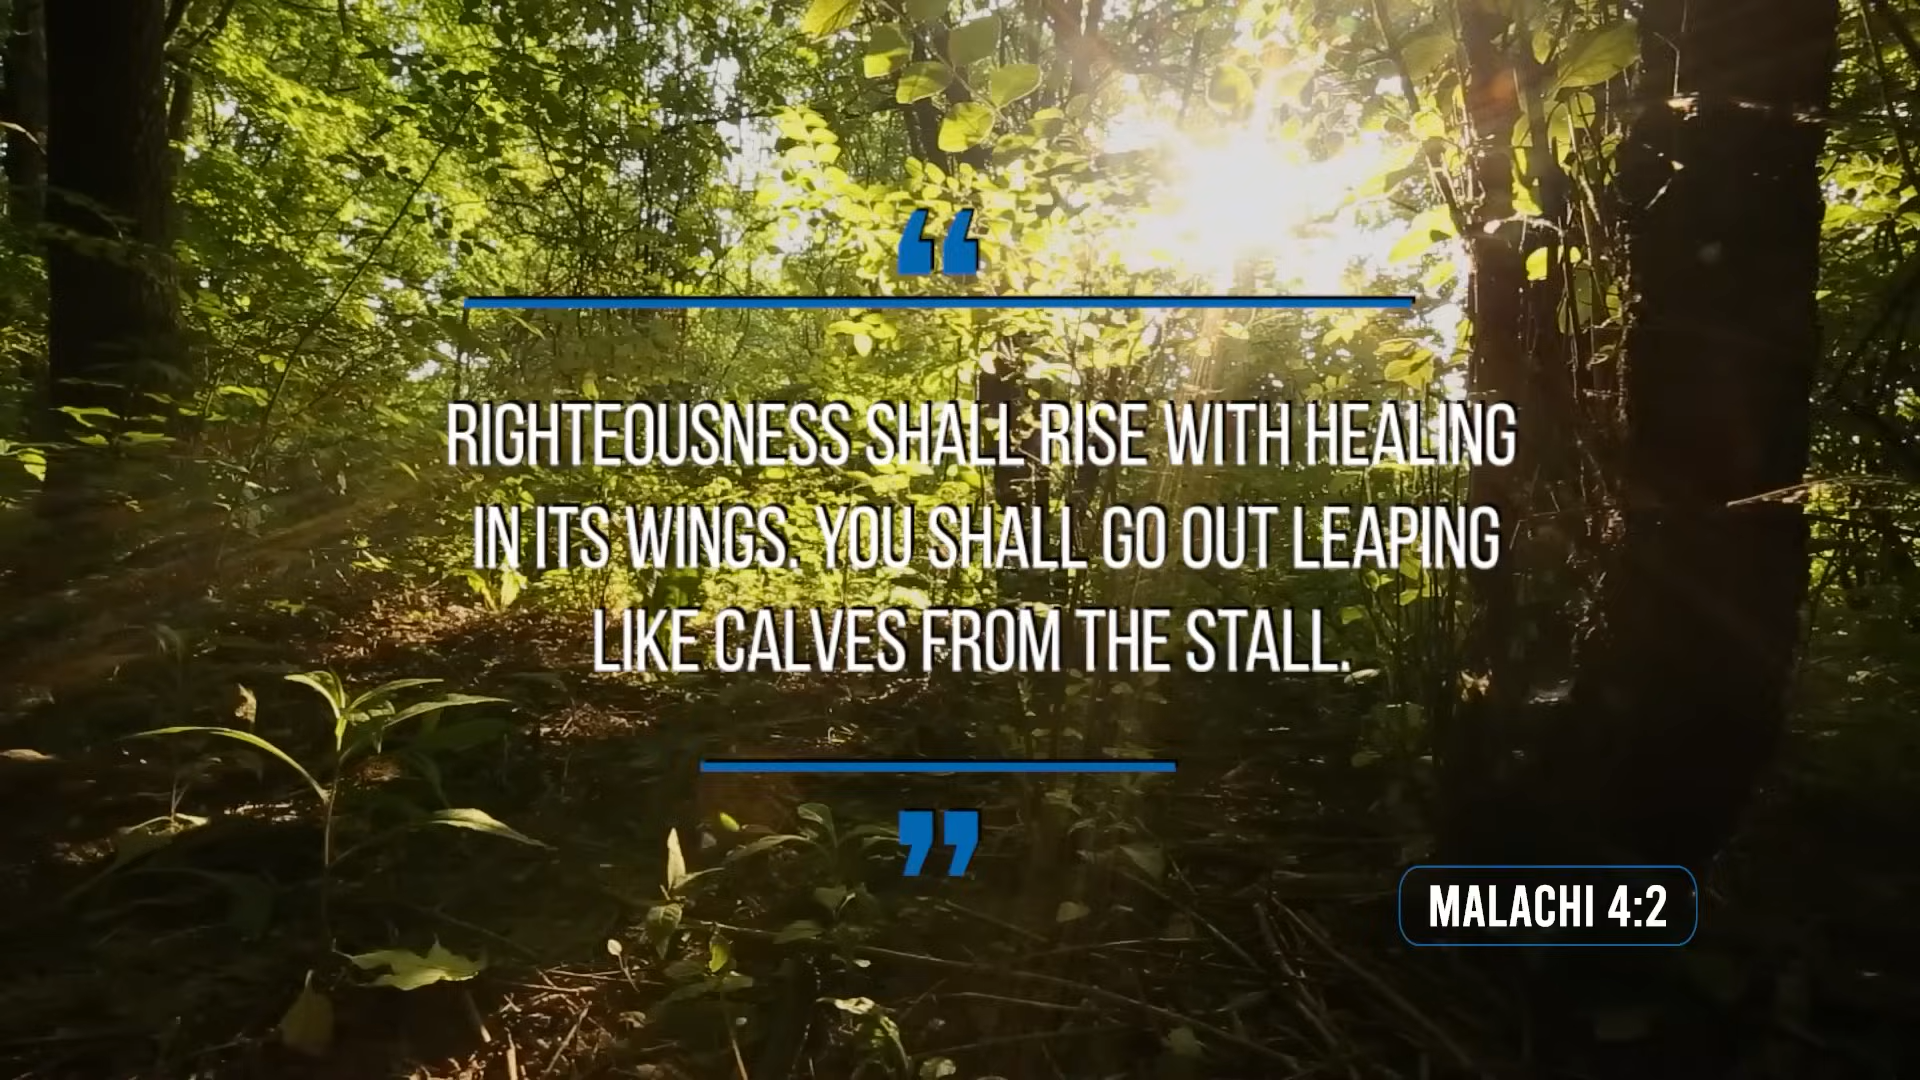 “
RIGHTEOUSNESS SHALL RISE WITH HEALING
IN ITS WINGS. YOU SHALL GO OUT LEAPING
LIKE CALVES FROM THE STALL.
”
MALACHI 4:2